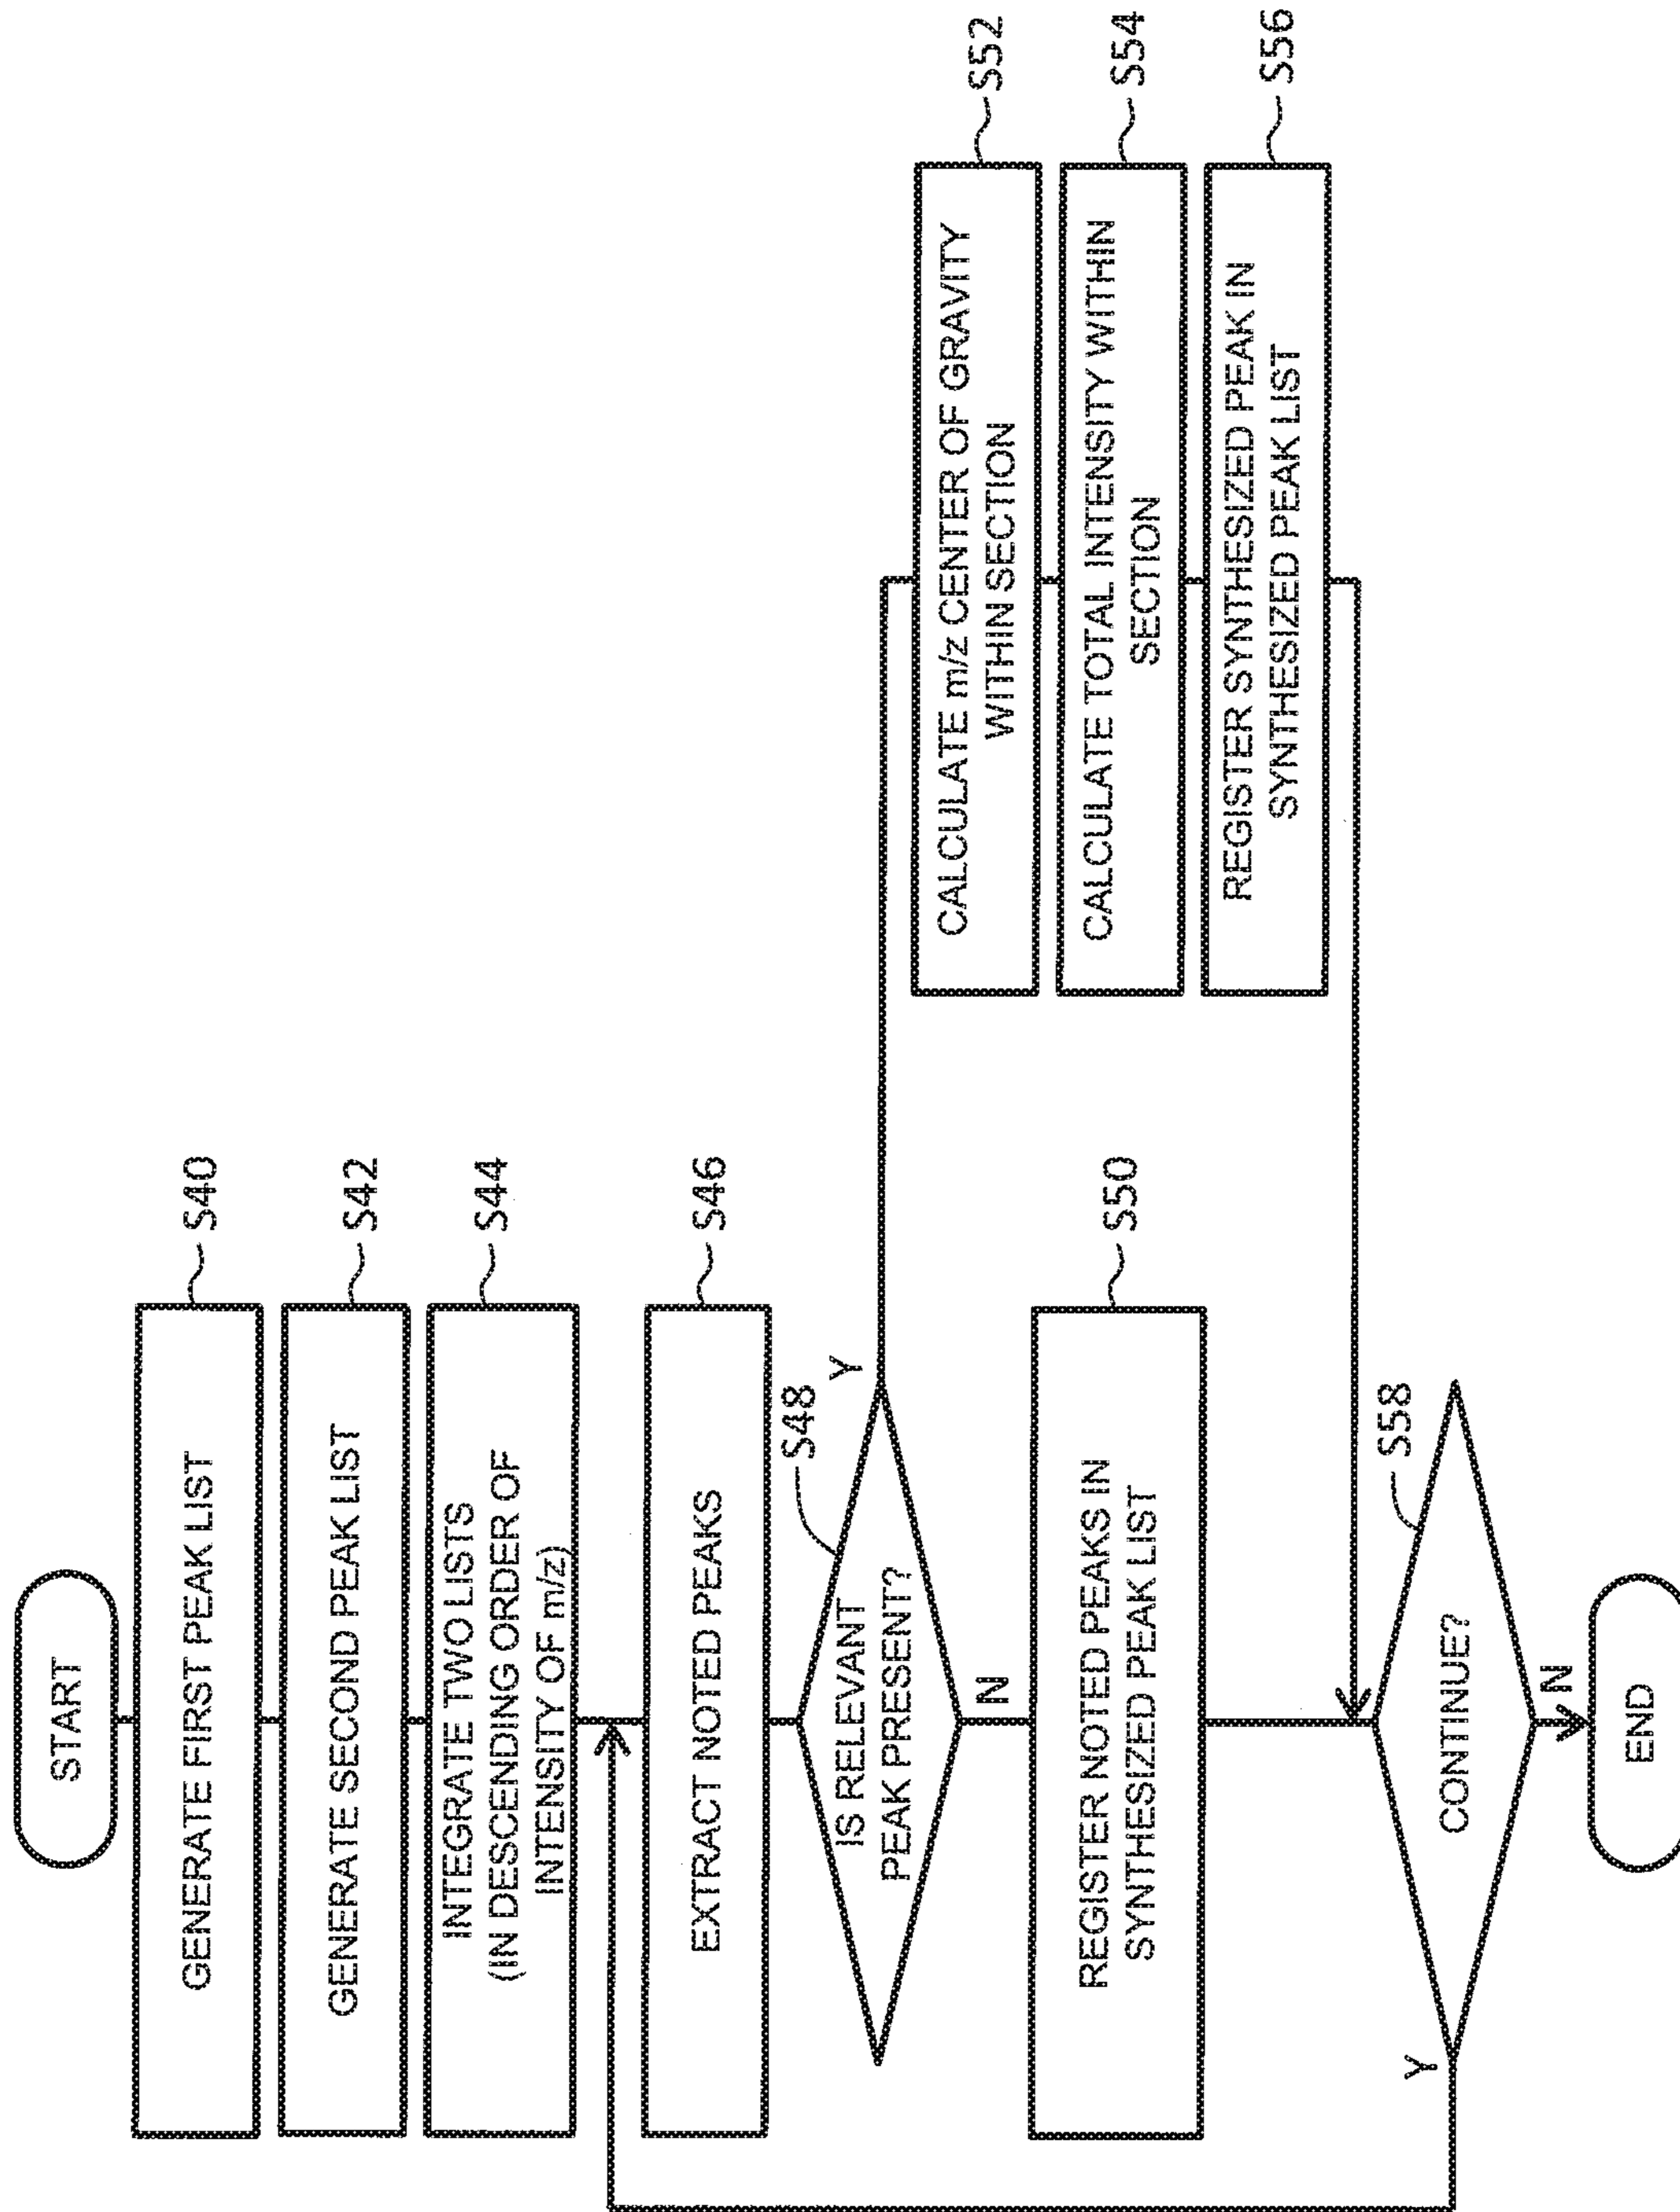 START
GENERATE FIRST PEAK LIST
S40
GENERATE SECOND PEAK LIST
S42
INTEGRATE TWO LISTS
(IN DESCENDING ORDER OF
INTENSITY OF m/z)
S44
EXTRACT NOTED PEAKS
S46
IS RELEVANT
PEAK PRESENT?
S48
Y
N
REGISTER NOTED PEAKS IN
SYNTHESIZED PEAK LIST
S50
CALCULATE m/z CENTER OF GRAVITY
WITHIN SECTION
S52
CALCULATE TOTAL INTENSITY WITHIN
SECTION
S54
REGISTER SYNTHESIZED PEAK IN
SYNTHESIZED PEAK LIST
S56
CONTINUE?
S58
Y
N
END